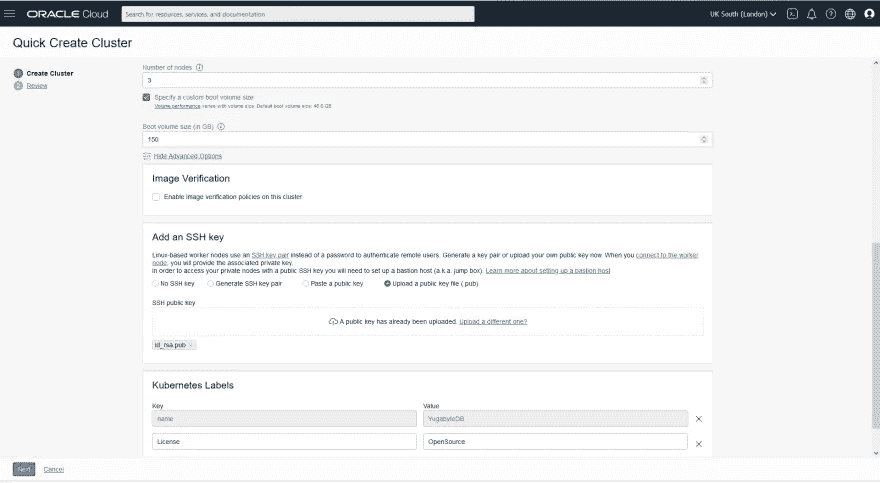 ORACLE Cloud
Search for resources, services, and documentation
UK South (London)
Quick Create Cluster
Create Cluster
Review
Number of nodes
3
Specify a custom boot volume size
Volume performance varies with volume size. Default boot volume size: 46.6 GB
Boot volume size (in GB)
150
Hide Advanced Options
Image Verification
Enable image verification policies on this cluster
Add an SSH key
Linux-based worker nodes use an SSH key pair instead of a password to authenticate remote users. Generate a key pair or upload your own public key now. When you connect to the worker
node, you will provide the associated private key.
In order to access your private nodes with a public SSH key you will need to set up a bastion host (a.k.a. jump box). Learn more about setting up a bastion host
No SSH key Generate SSH key pair Paste a public key Upload a public key file (.pub)
SSH public key
A public key has already been uploaded. Upload a different one?
id_rsa.pub ×
Kubernetes Labels
Key Value
name YugabyteDB
License OpenSource
Next Cancel